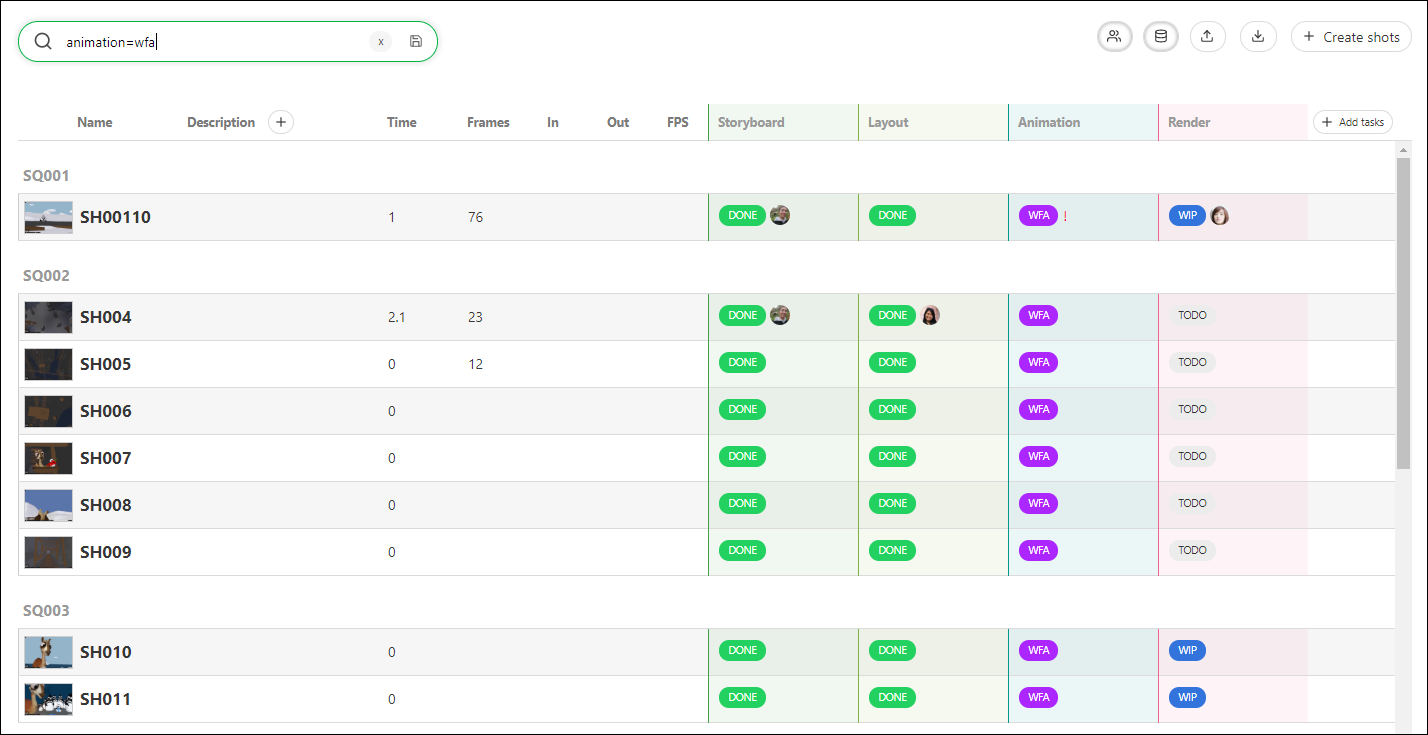 animation=wfa x
Create shots
Name Description Time Frames In Out FPS Storyboard Layout Animation Render Add tasks
SQ001
SH00110 1 76 DONE DONE WFA ! WIP
SQ002
SH004 2.1 23 DONE DONE WFA TODO
SH005 0 12 DONE DONE WFA TODO
SH006 0 DONE DONE WFA TODO
SH007 0 DONE DONE WFA TODO
SH008 0 DONE DONE WFA TODO
SH009 0 DONE DONE WFA TODO
SQ003
SH010 0 DONE DONE WFA WIP
SH011 0 DONE DONE WFA WIP